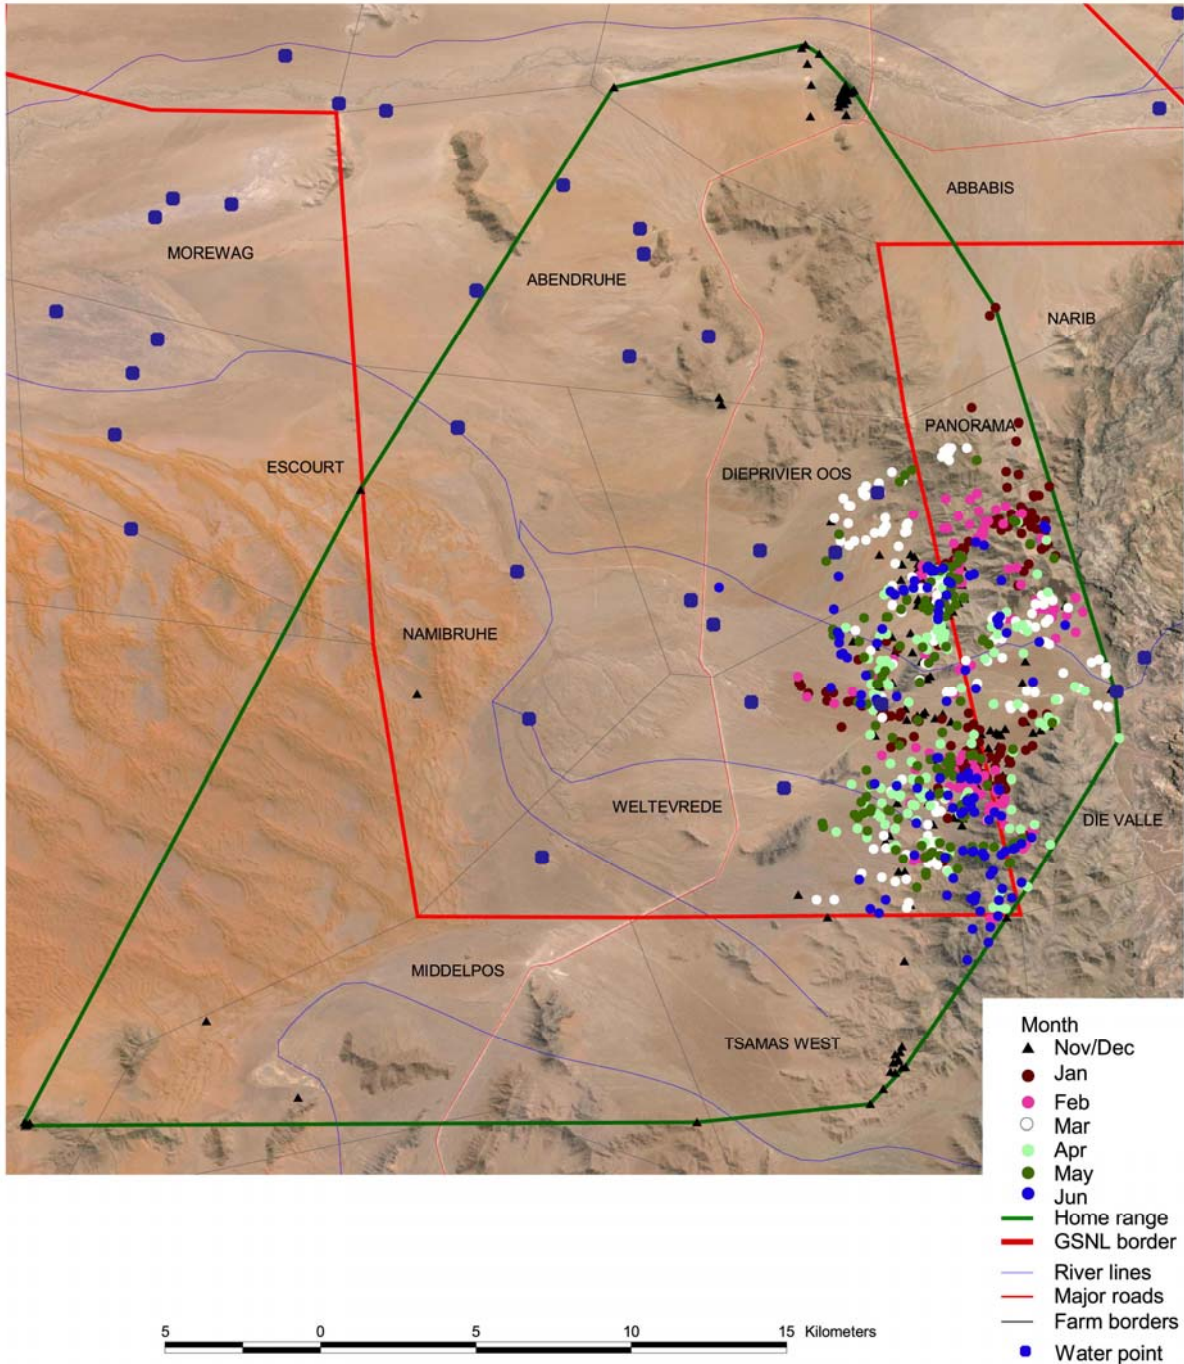 ABBABIS
MOREWAG
ABENDRUHE
NARIB
PANORAMA
ESCOURT
DIEPRIVIER OOS
NAMIBRUHE
WELTEVREDE
DIE VALLE
MIDDELPOS
TSAMAS WEST
Month
Nov/Dec
Jan
Feb
Mar
Apr
May
Jun
Home range
GSNL border
River lines
Major roads
Farm borders
Water point
5 0 5 10 15 Kilometers